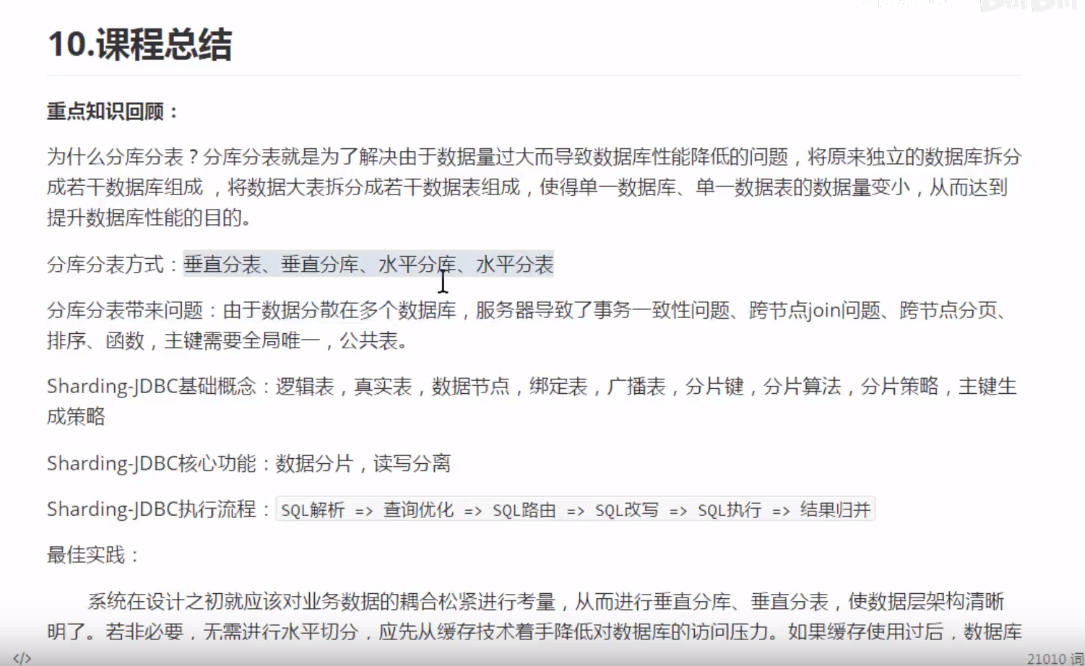 10.课程总结
重点知识回顾：
为什么分库分表？分库分表就是为了解决由于数据量过大而导致数据库性能降低的问题，将原来独立的数据库拆分
成若干数据库组成 ，将数据大表拆分成若干数据表组成，使得单一数据库、单一数据表的数据量变小，从而达到
提升数据库性能的目的。
分库分表方式：垂直分表、垂直分库、水平分库、水平分表
分库分表带来问题：由于数据分散在多个数据库，服务器导致了事务一致性问题、跨节点join问题、跨节点分页、
排序、函数，主键需要全局唯一，公共表。
Sharding-JDBC基础概念：逻辑表，真实表，数据节点，绑定表，广播表，分片键，分片算法，分片策略，主键生
成策略
Sharding-JDBC核心功能：数据分片，读写分离
Sharding-JDBC执行流程： SQL解析 => 查询优化 => SQL路由 => SQL改写 => SQL执行 => 结果归并
最佳实践：
系统在设计之初就应该对业务数据的耦合松紧进行考量，从而进行垂直分库、垂直分表，使数据层架构清晰
明了。若非必要，无需进行水平切分，应先从缓存技术着手降低对数据库的访问压力。如果缓存使用过后，数据库
</> 21010 词